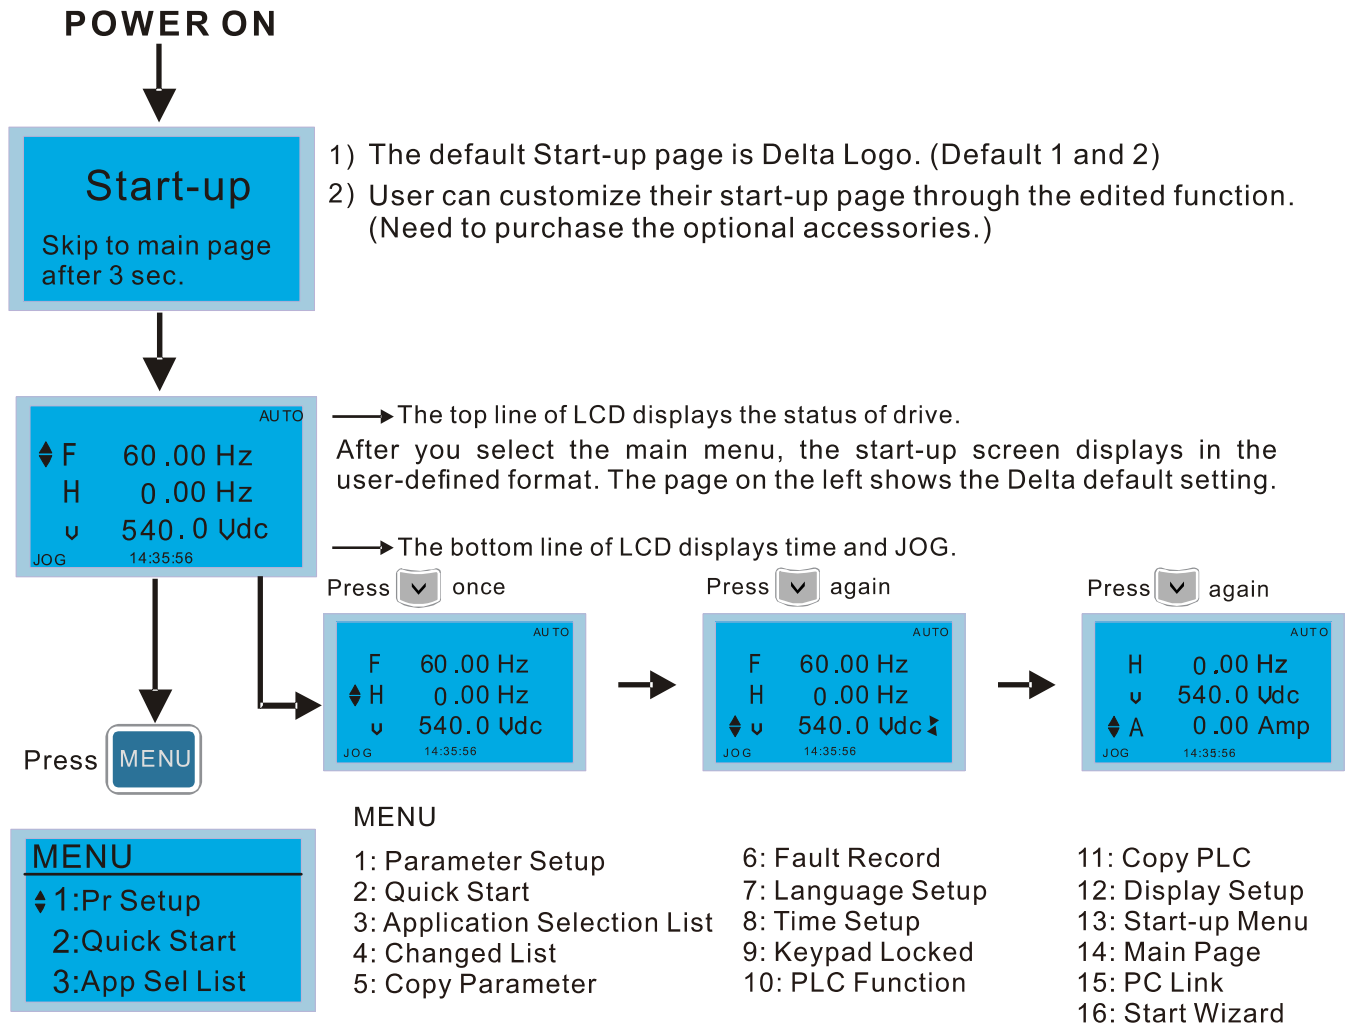 POWER ON
Start-up
Skip to main page
after 3 sec.
1) The default Start-up page is Delta Logo. (Default 1 and 2)
2) User can customize their start-up page through the edited function.
(Need to purchase the optional accessories.)
AUTO
F 60.00 Hz
H 0.00 Hz
u 540.0 Vdc
JOG 14:35:56
The top line of LCD displays the status of drive.
After you select the main menu, the start-up screen displays in the
user-defined format. The page on the left shows the Delta default setting.
The bottom line of LCD displays time and JOG.
Press once
AUTO
F 60.00 Hz
H 0.00 Hz
u 540.0 Vdc
JOG 14:35:56
Press again
AUTO
F 60.00 Hz
H 0.00 Hz
u 540.0 Vdc
JOG 14:35:56
Press again
AUTO
H 0.00 Hz
u 540.0 Vdc
A 0.00 Amp
JOG 14:35:56
Press MENU
MENU
1:Pr Setup
2:Quick Start
3:App Sel List
MENU
1: Parameter Setup
2: Quick Start
3: Application Selection List
4: Changed List
5: Copy Parameter
6: Fault Record
7: Language Setup
8: Time Setup
9: Keypad Locked
10: PLC Function
11: Copy PLC
12: Display Setup
13: Start-up Menu
14: Main Page
15: PC Link
16: Start Wizard